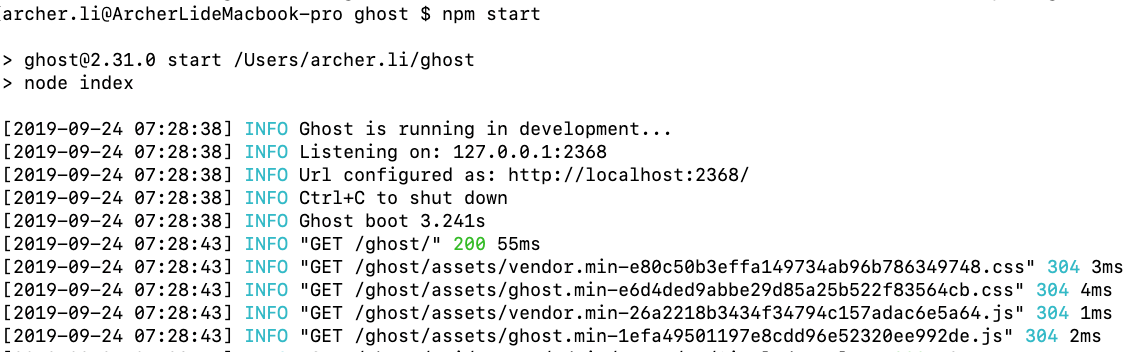 archer.li@ArcherLideMacbook-pro ghost $ npm start
> ghost@2.31.0 start /Users/archer.li/ghost
> node index
[2019-09-24 07:28:38] INFO Ghost is running in development...
[2019-09-24 07:28:38] INFO Listening on: 127.0.0.1:2368
[2019-09-24 07:28:38] INFO Url configured as: http://localhost:2368/
[2019-09-24 07:28:38] INFO Ctrl+C to shut down
[2019-09-24 07:28:38] INFO Ghost boot 3.241s
[2019-09-24 07:28:43] INFO "GET /ghost/" 200 55ms
[2019-09-24 07:28:43] INFO "GET /ghost/assets/vendor.min-e80c50b3effa149734ab96b786349748.css" 304 3ms
[2019-09-24 07:28:43] INFO "GET /ghost/assets/ghost.min-e6d4ded9abbe29d85a25b522f83564cb.css" 304 4ms
[2019-09-24 07:28:43] INFO "GET /ghost/assets/vendor.min-26a2218b3434f34794c157adac6e5a64.js" 304 1ms
[2019-09-24 07:28:43] INFO "GET /ghost/assets/ghost.min-1efa49501197e8cdd96e52320ee992de.js" 304 2ms